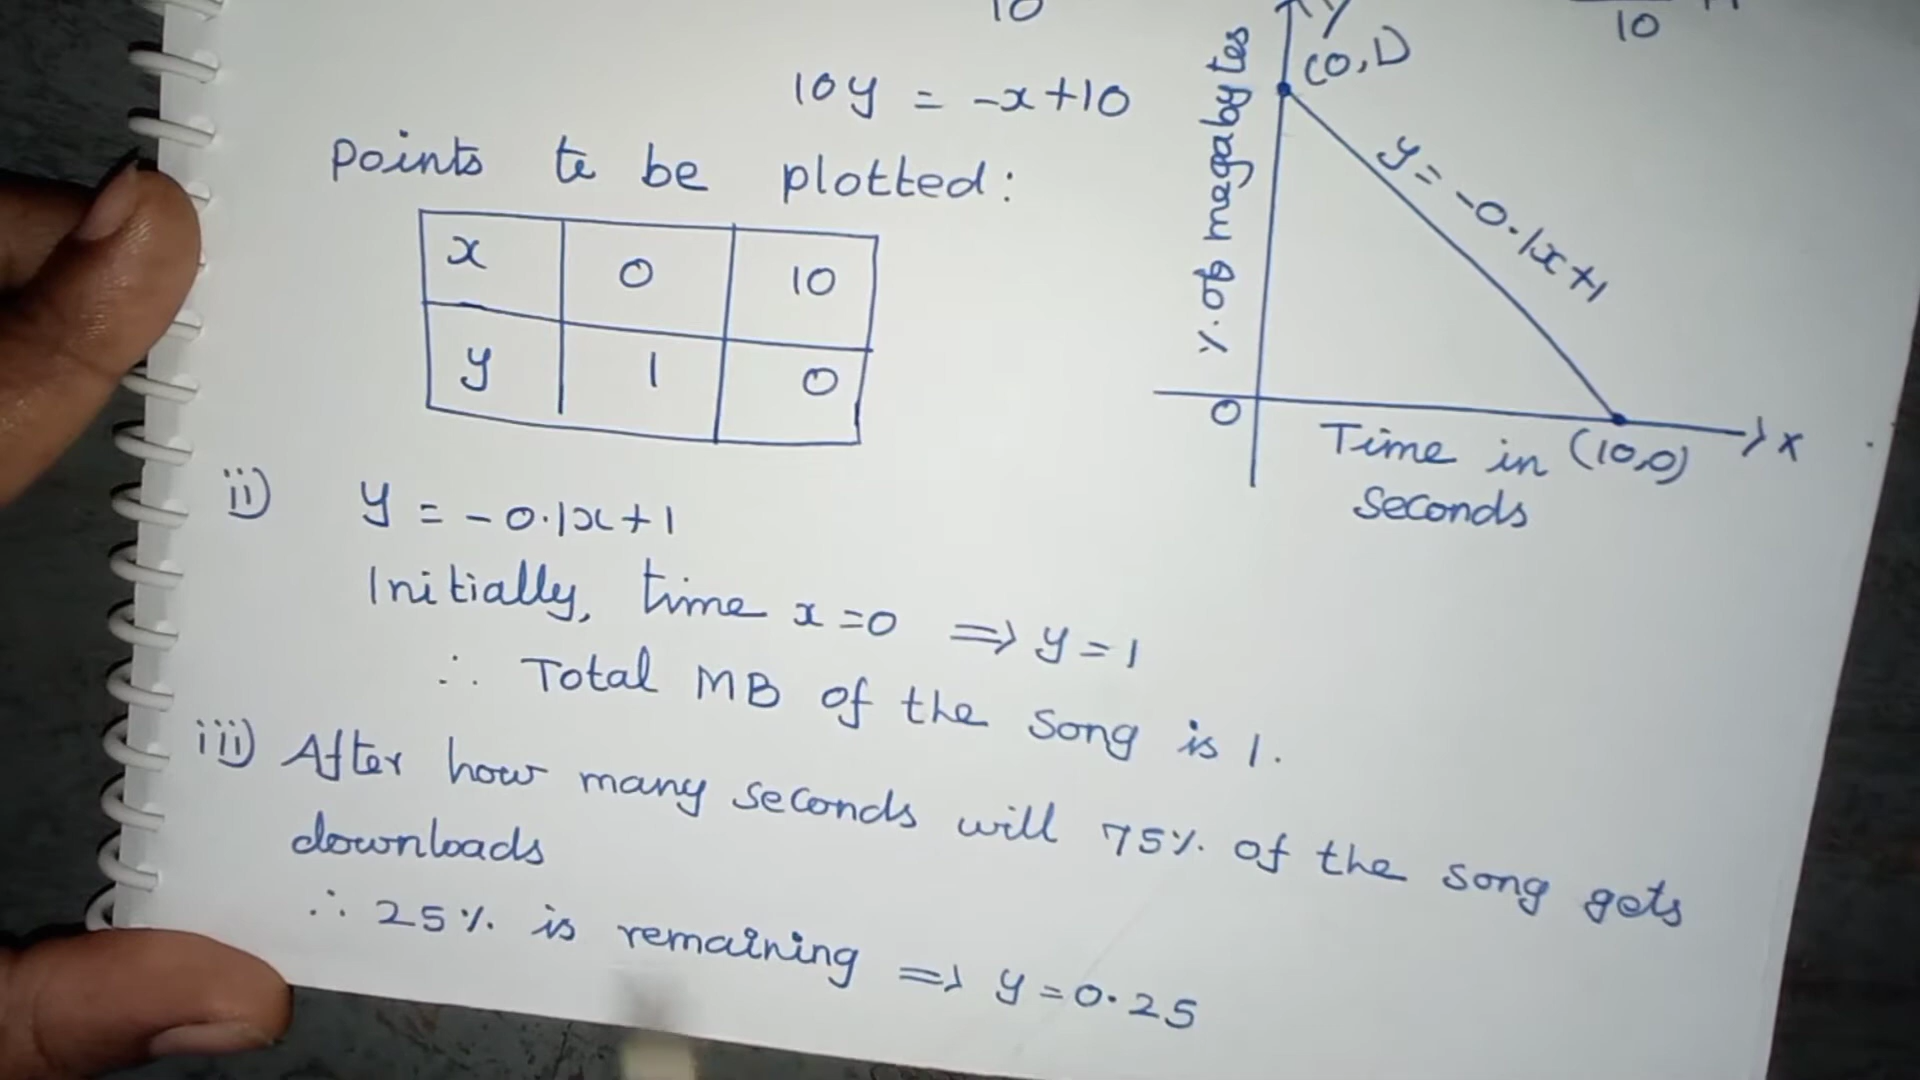 10
10
10y = -x+10
points to be plotted:
x 0 10
y 1 0
y
(0,1)
% of megabytes
y = -0.1x+1
0
(10,0)
x
Time in
seconds
ii) y = -0.1x+1
Initially, time x=0 ⇒ y=1
∴ Total MB of the song is 1.
iii) After how many seconds will 75% of the song gets
downloads
∴ 25% is remaining ⇒ y=0.25